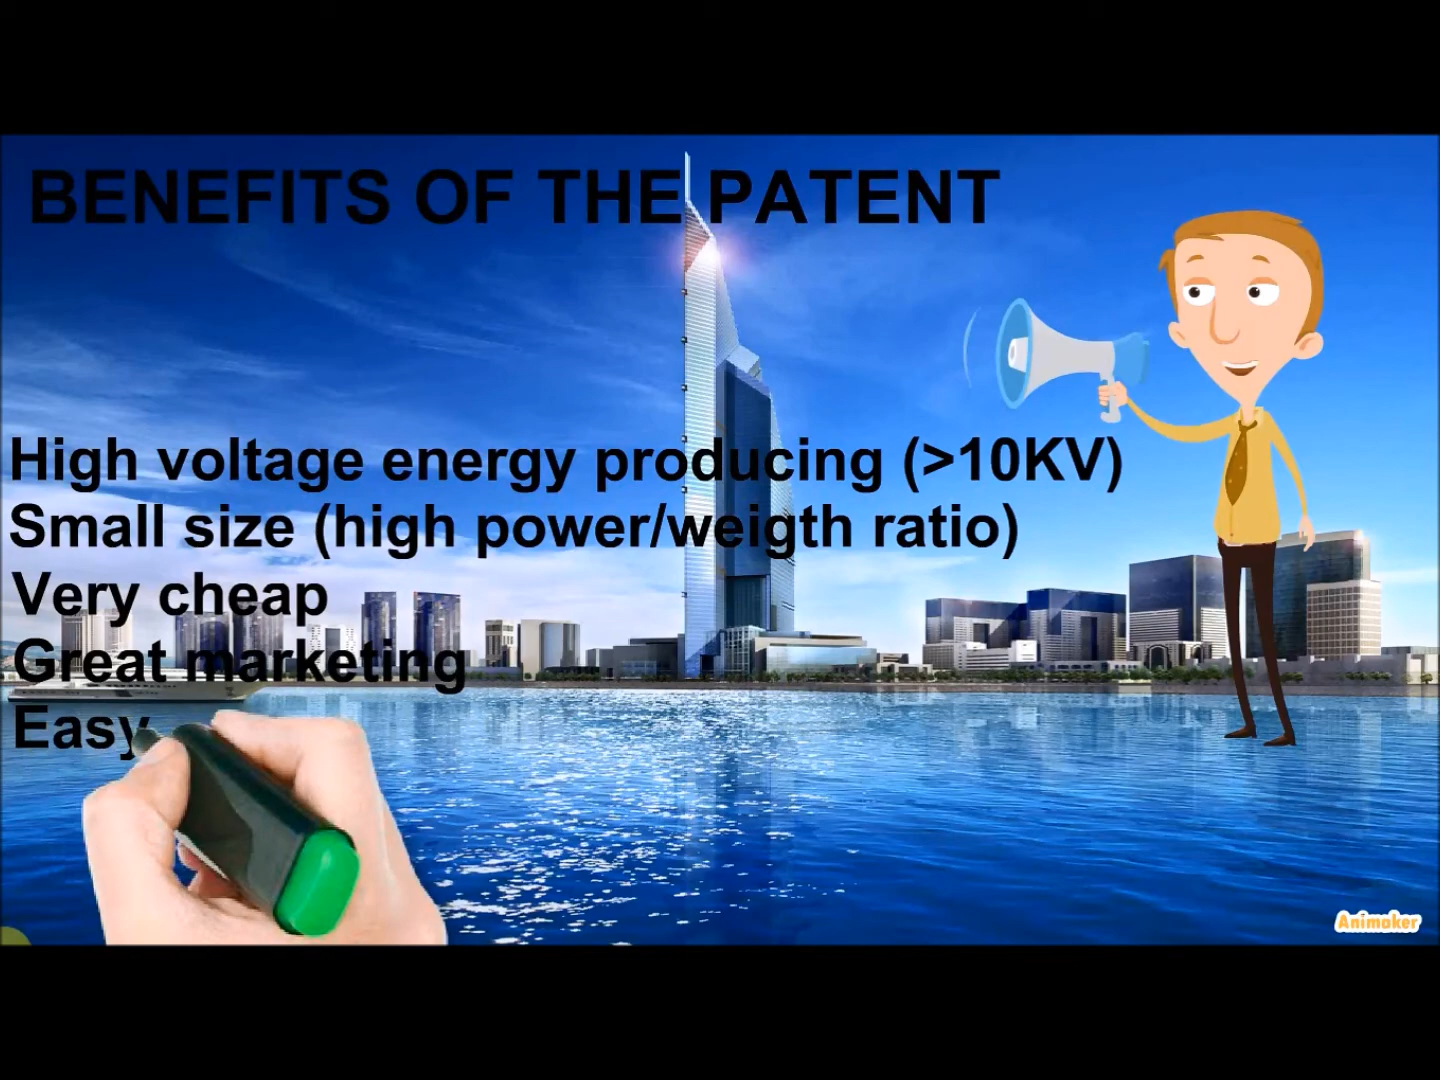 BENEFITS OF THE PATENT
High voltage energy producing (>10KV)
Small size (high power/weigth ratio)
Very cheap
Great marketing
Easy
Animaker